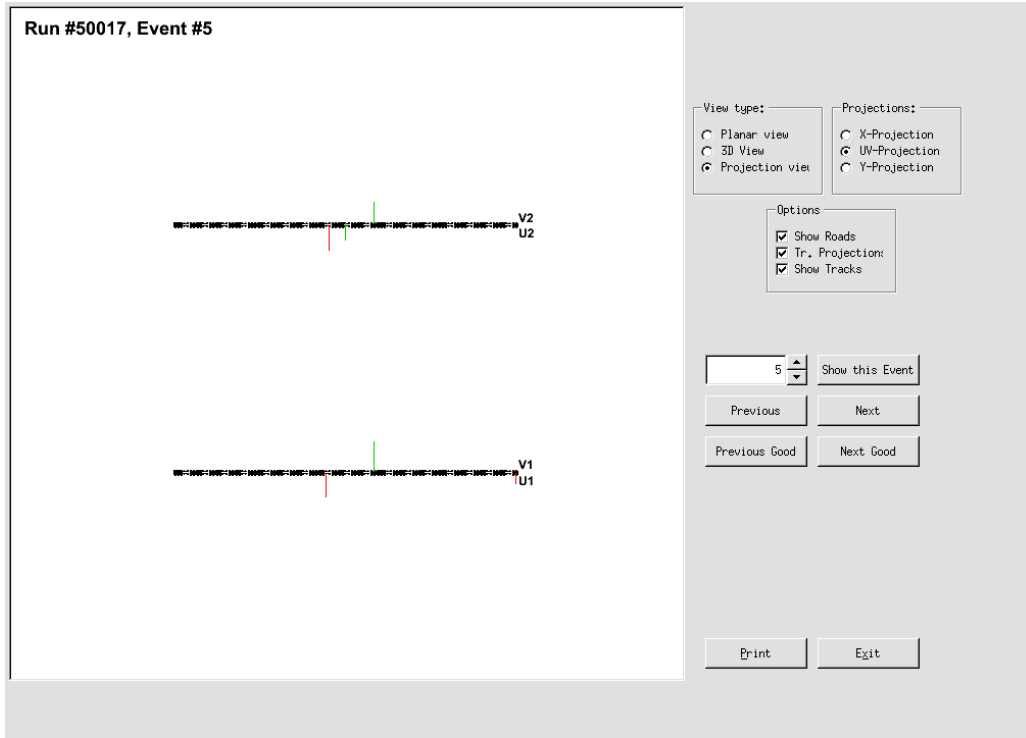 Run #50017, Event #5
View type:
Planar view
3D View
Projection view
Projections:
X-Projection
UV-Projection
Y-Projection
Options
Show Roads
Tr. Projections
Show Tracks
V2
U2
5
Show this Event
Previous
Next
Previous Good
Next Good
V1
U1
Print
Exit